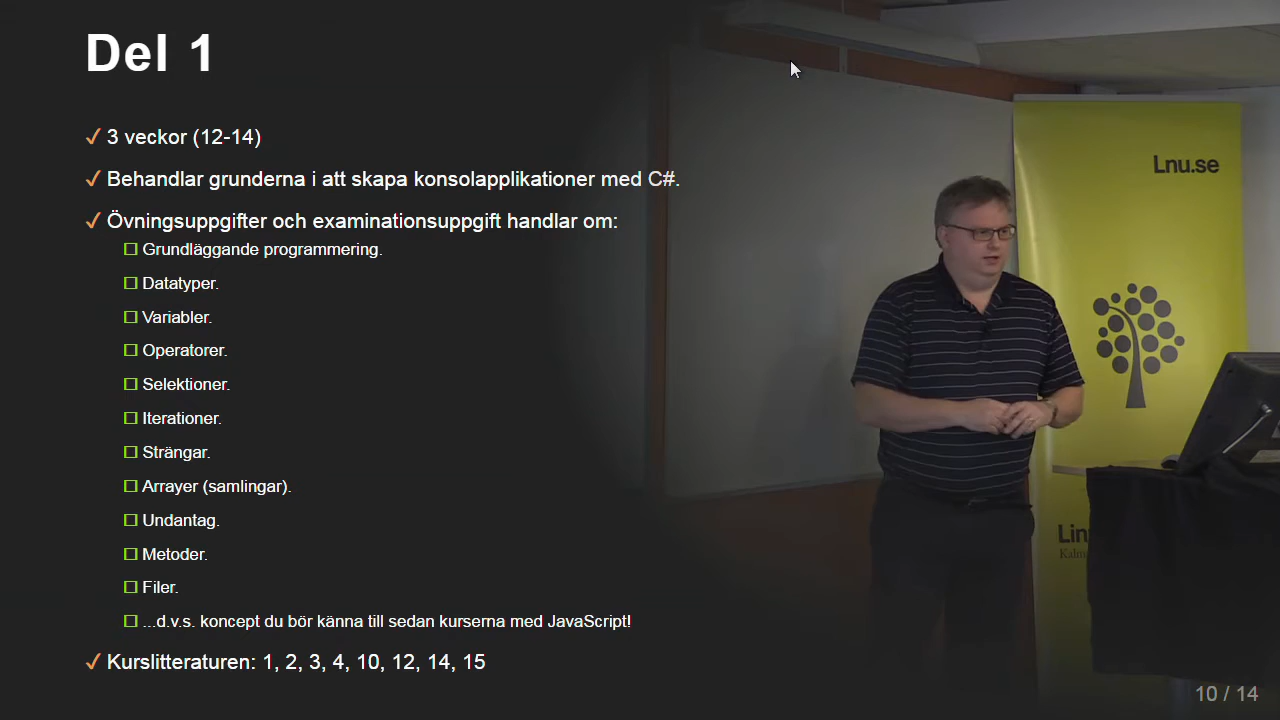 Del 1
✓ 3 veckor (12-14)
✓ Behandlar grunderna i att skapa konsolapplikationer med C#.
✓ Övningsuppgifter och examinationsuppgift handlar om:
☐ Grundläggande programmering.
☐ Datatyper.
☐ Variabler.
☐ Operatorer.
☐ Selektioner.
☐ Iterationer.
☐ Strängar.
☐ Arrayer (samlingar).
☐ Undantag.
☐ Metoder.
☐ Filer.
☐ ...d.v.s. koncept du bör känna till sedan kurserna med JavaScript!
✓ Kurslitteraturen: 1, 2, 3, 4, 10, 12, 14, 15
Lnu.se
10 / 14